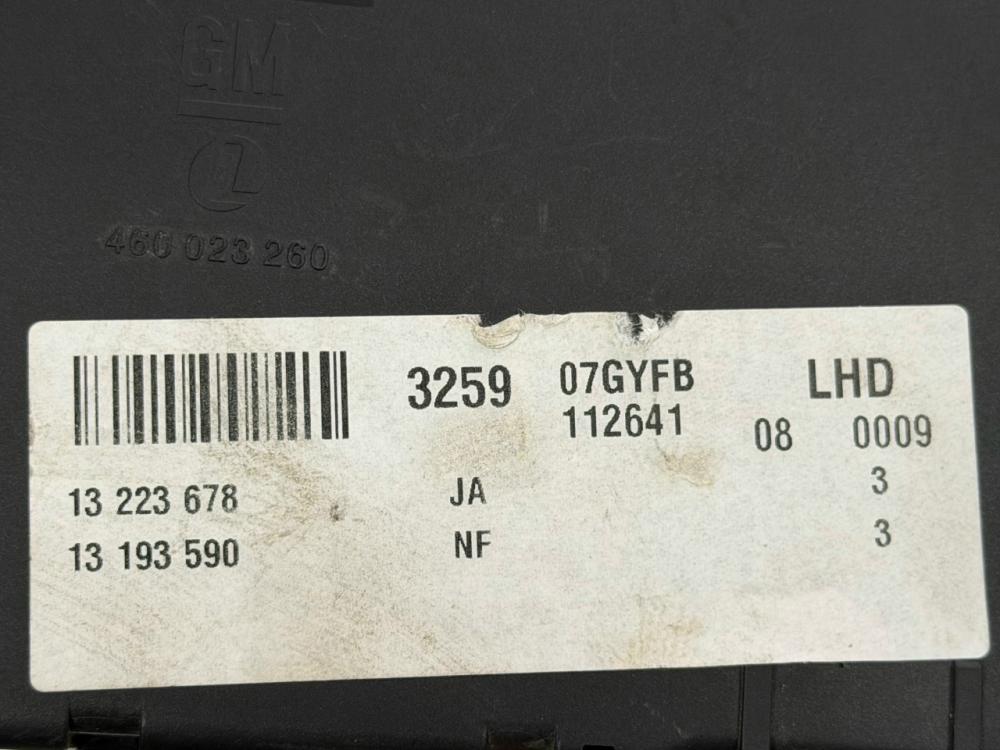 GM
460 023 260
3259 07GYFB LHD
112641 08 0009
13 223 678 JA 3
13 193 590 NF 3